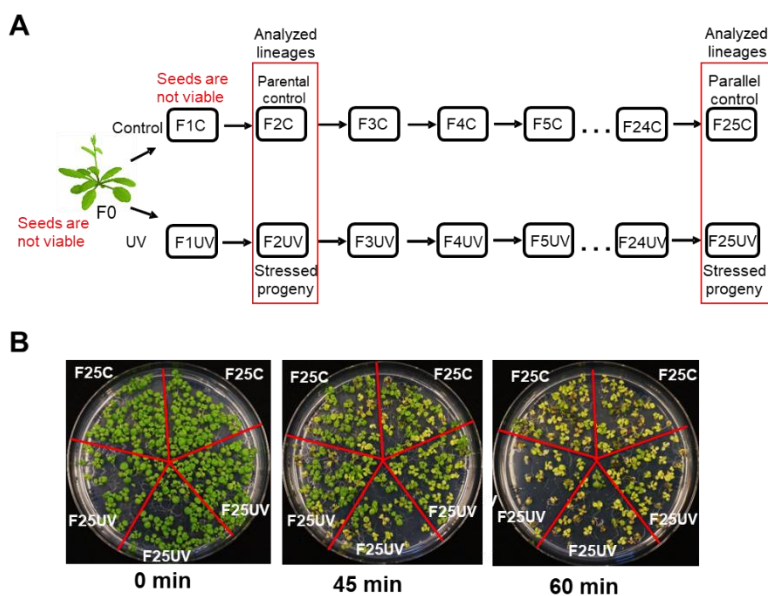 A
Analyzed
lineages
Analyzed
lineages
Seeds are
not viable
Parental
control
Parallel
control
Control
F1C
F2C
F3C
F4C
F5C
...
F24C
F25C
F0
Seeds are
not viable
UV
F1UV
F2UV
F3UV
F4UV
F5UV
...
F24UV
F25UV
Stressed
progeny
Stressed
progeny
B
F25C
F25C
F25UV
F25UV
F25UV
0 min
F25C
F25C
F25UV
F25UV
F25UV
45 min
F25C
F25C
F25UV
F25UV
F25UV
60 min